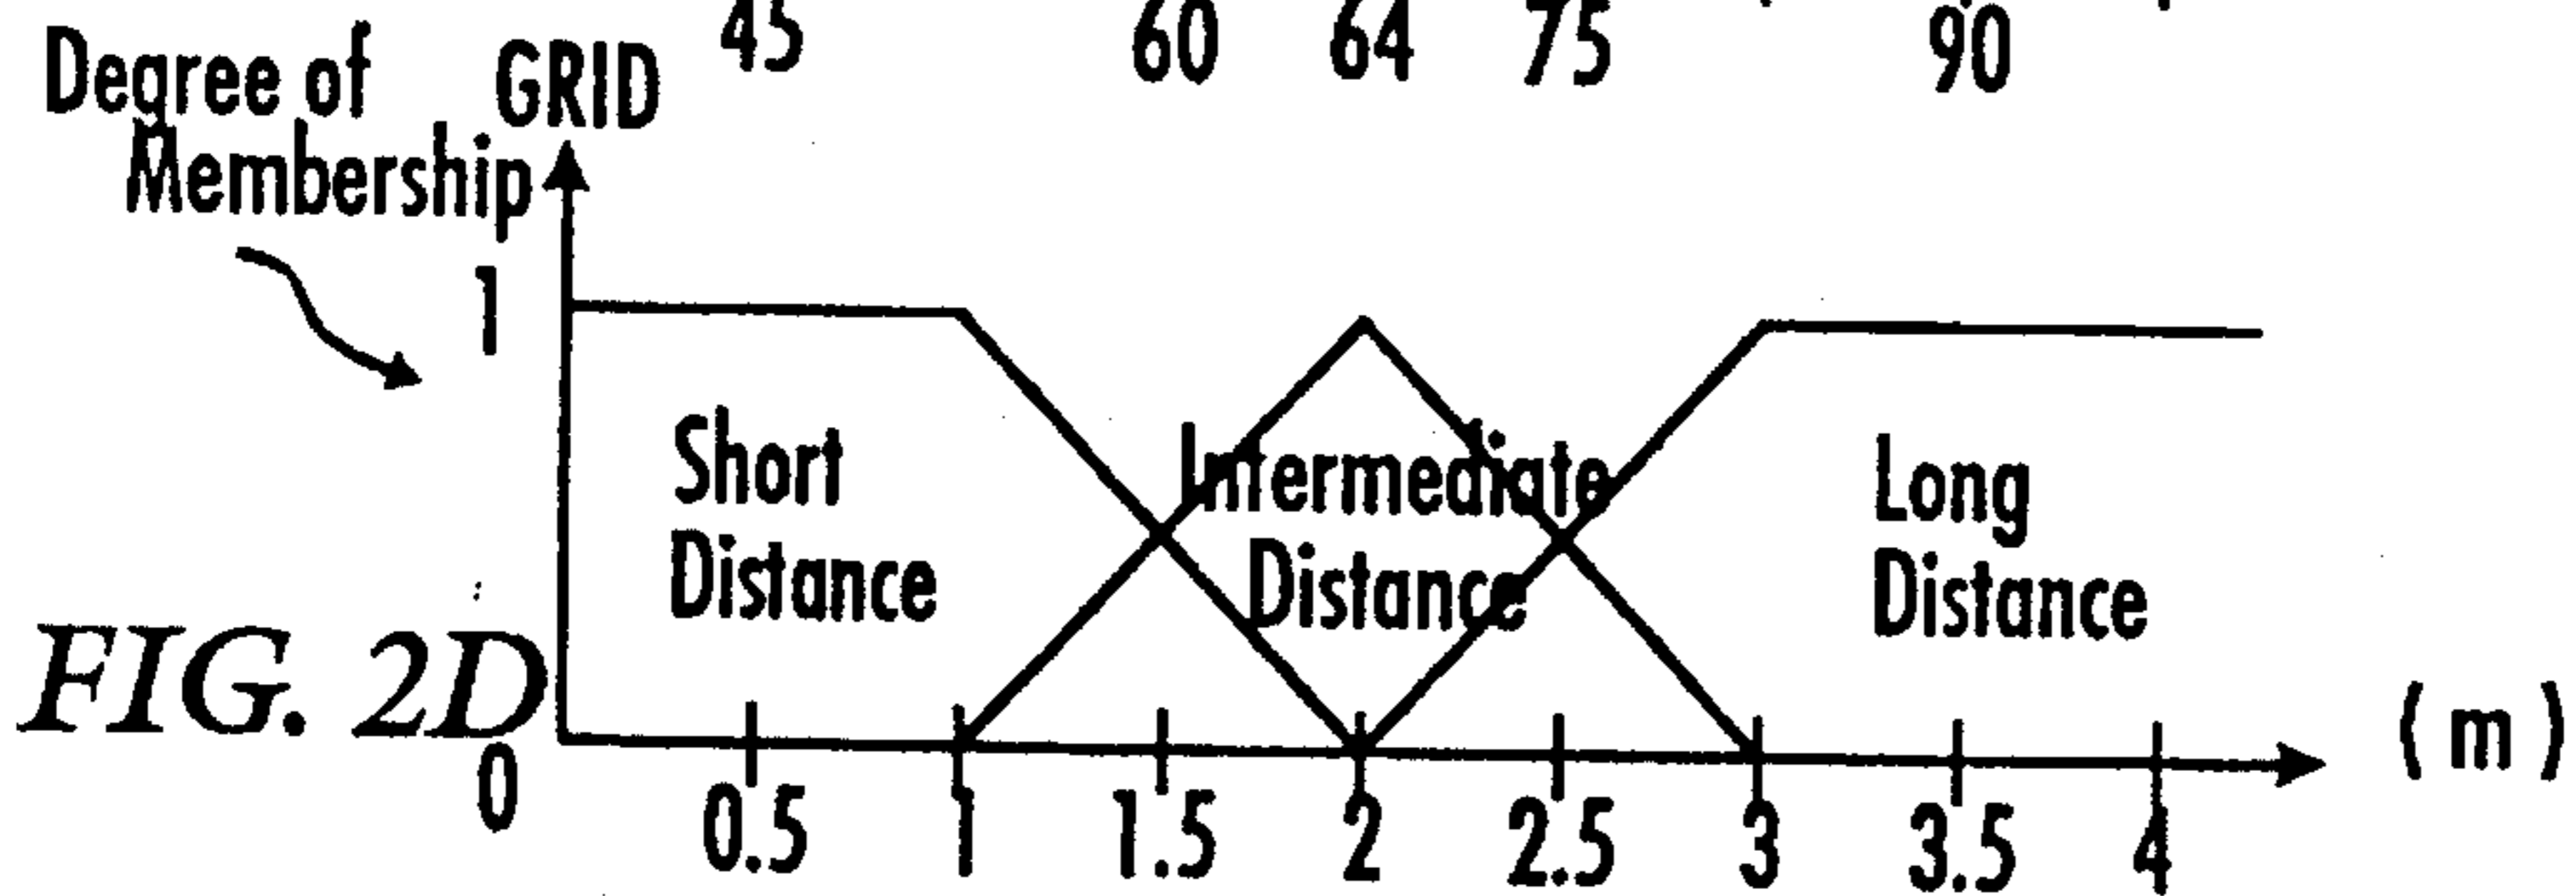 45 60 64 75 90
Degree of
Membership
GRID
1
Short
Distance
Intermediate
Distance
Long
Distance
FIG. 2D
0 0.5 1 1.5 2 2.5 3 3.5 4
(m)